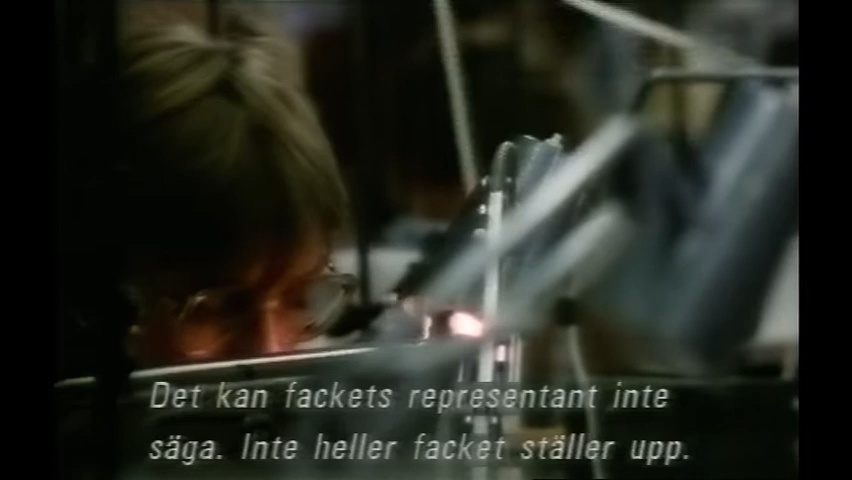 Det kan fackets representant inte
säga. Inte heller facket ställer upp.